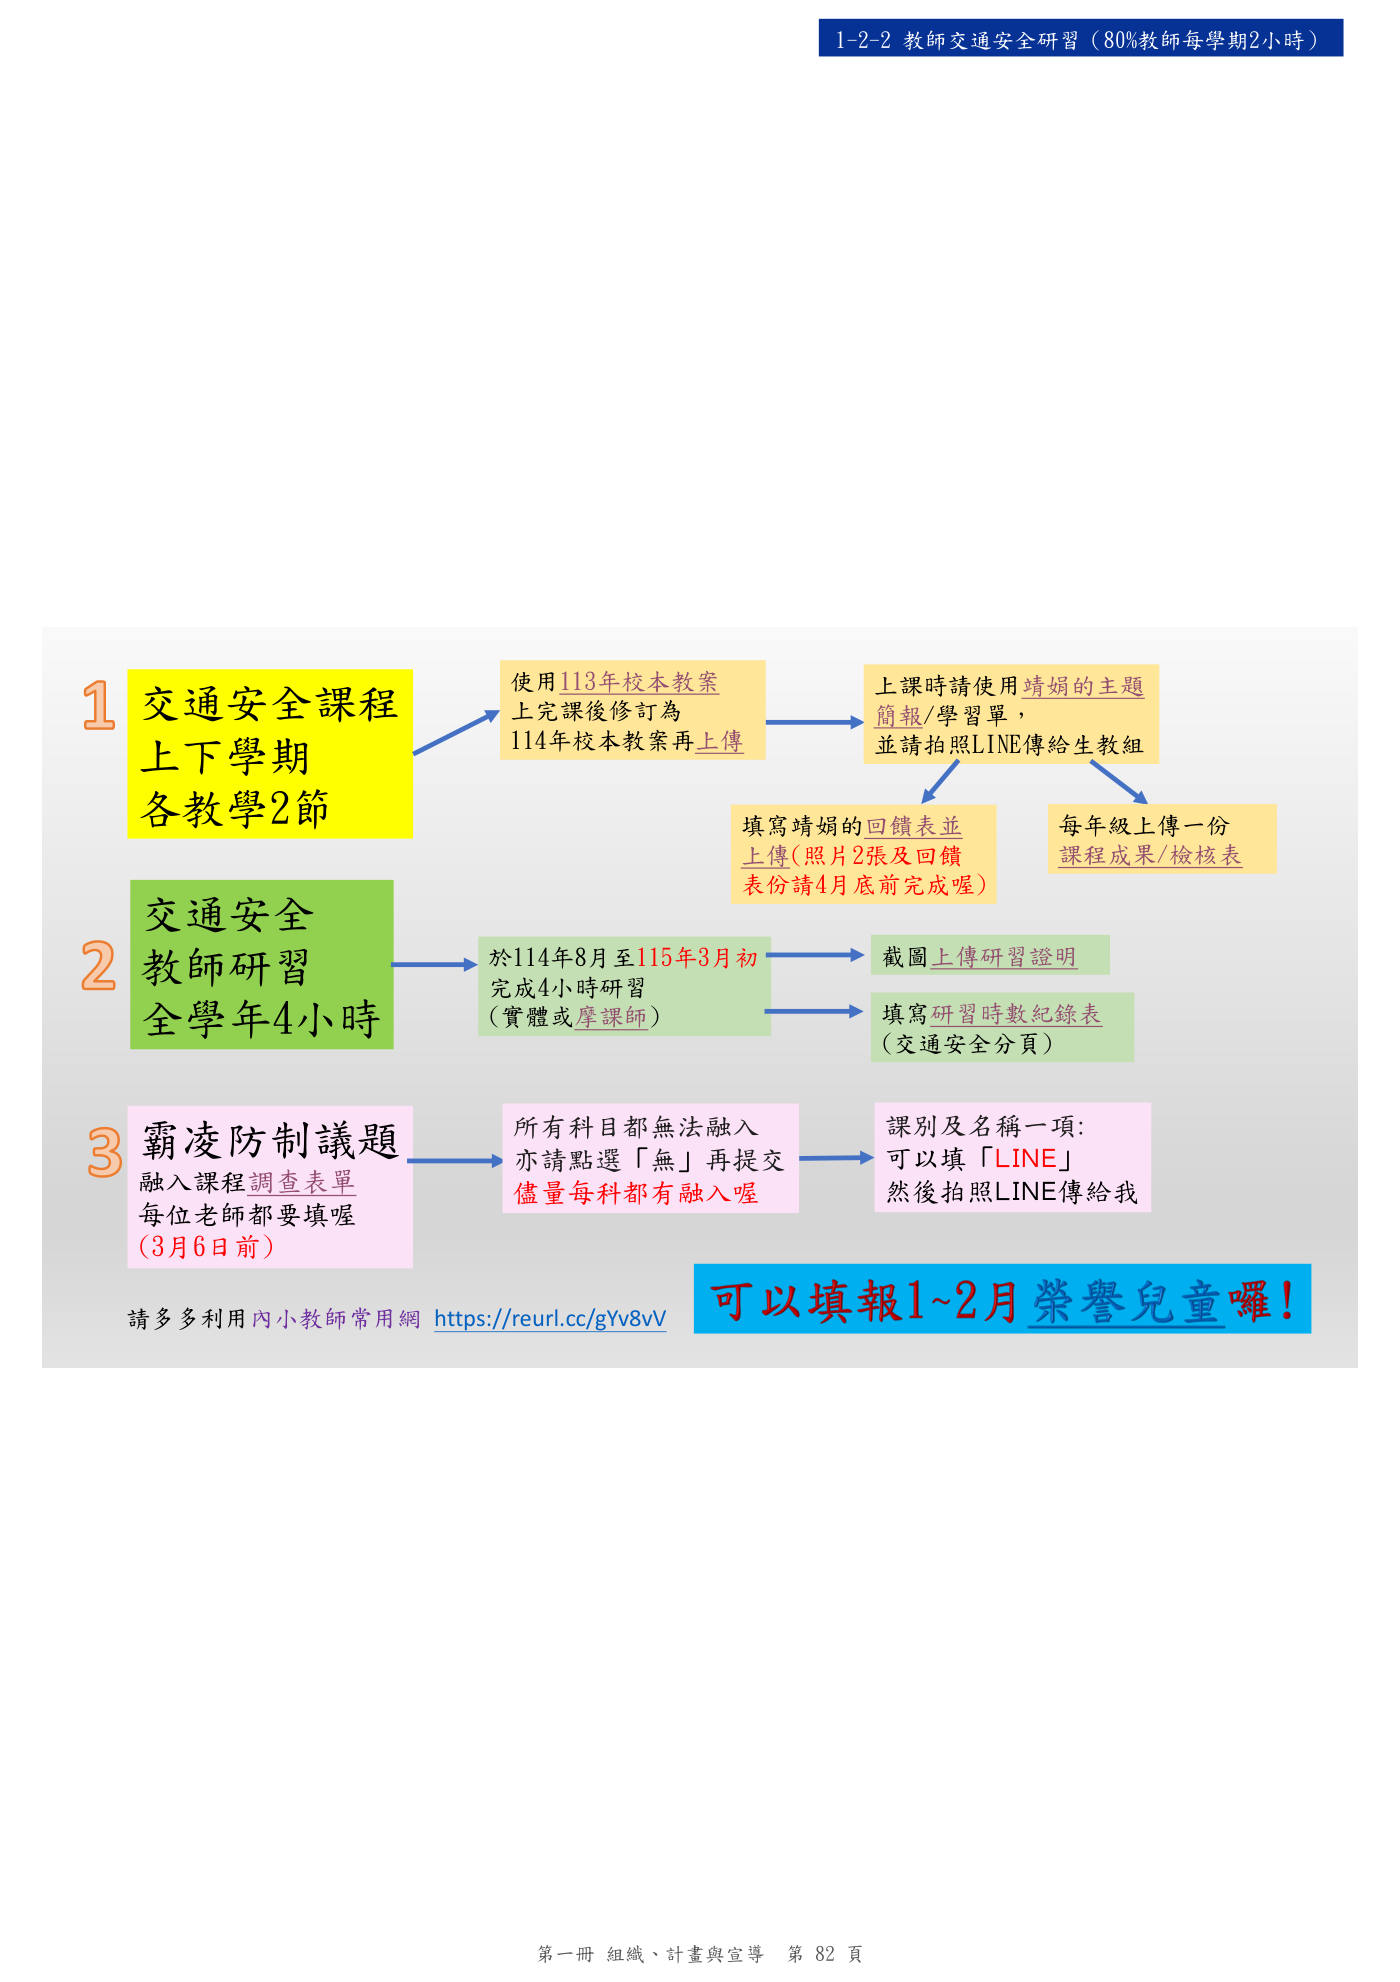 1-2-2 教師交通安全研習（80%教師每學期2小時）
1
交通安全課程
上下學期
各教學2節
使用113年校本教案
上完課後修訂為
114年校本教案再上傳
上課時請使用靖娟的主題
簡報/學習單，
並請拍照LINE傳給生教組
填寫靖娟的回饋表並
上傳(照片2張及回饋
表份請4月底前完成喔)
每年級上傳一份
課程成果/檢核表
2
交通安全
教師研習
全學年4小時
於114年8月至115年3月初
完成4小時研習
(實體或摩課師)
截圖上傳研習證明
填寫研習時數紀錄表
(交通安全分頁)
3
霸凌防制議題
融入課程調查表單
每位老師都要填喔
(3月6日前)
所有科目都無法融入
亦請點選「無」再提交
儘量每科都有融入喔
課別及名稱一項:
可以填「LINE」
然後拍照LINE傳給我
請多多利用內小教師常用網 https://reurl.cc/gYv8vV
可以填報1~2月榮譽兒童囉!
第一冊 組織、計畫與宣導 第 82 頁